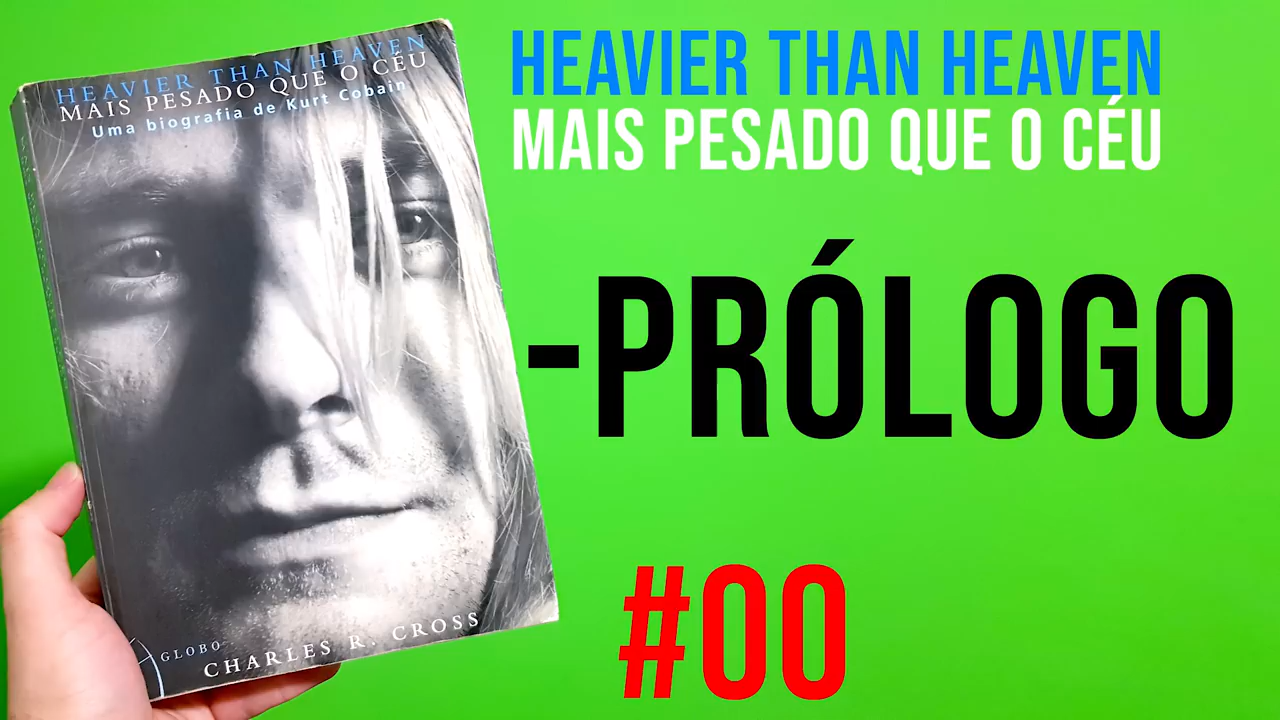 HEAVIER THAN HEAVEN
MAIS PESADO QUE O CÉU
Uma biografia de Kurt Cobain
GLOBO
CHARLES R. CROSS
HEAVIER THAN HEAVEN
MAIS PESADO QUE O CÉU
-PRÓLOGO
#00